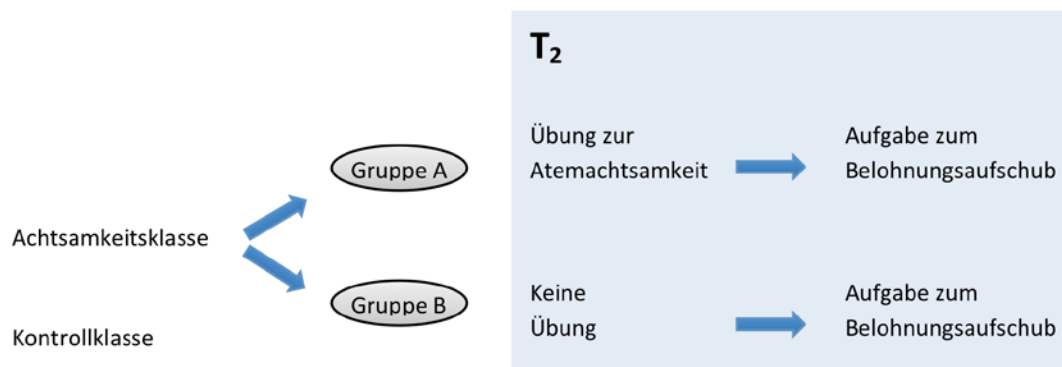 T₂
Übung zur
Atemachtsamkeit
Aufgabe zum
Belohnungsaufschub
Gruppe A
Achtsamkeitsklasse
Gruppe B
Keine
Übung
Aufgabe zum
Belohnungsaufschub
Kontrollklasse